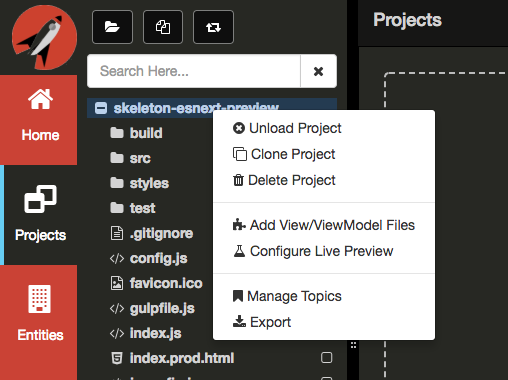 Projects
Search Here...
Home
Projects
Entities
skeleton-esnext-preview
build
src
styles
test
.gitignore
config.js
favicon.ico
gulpfile.js
index.js
index.prod.html
Unload Project
Clone Project
Delete Project
Add View/ViewModel Files
Configure Live Preview
Manage Topics
Export